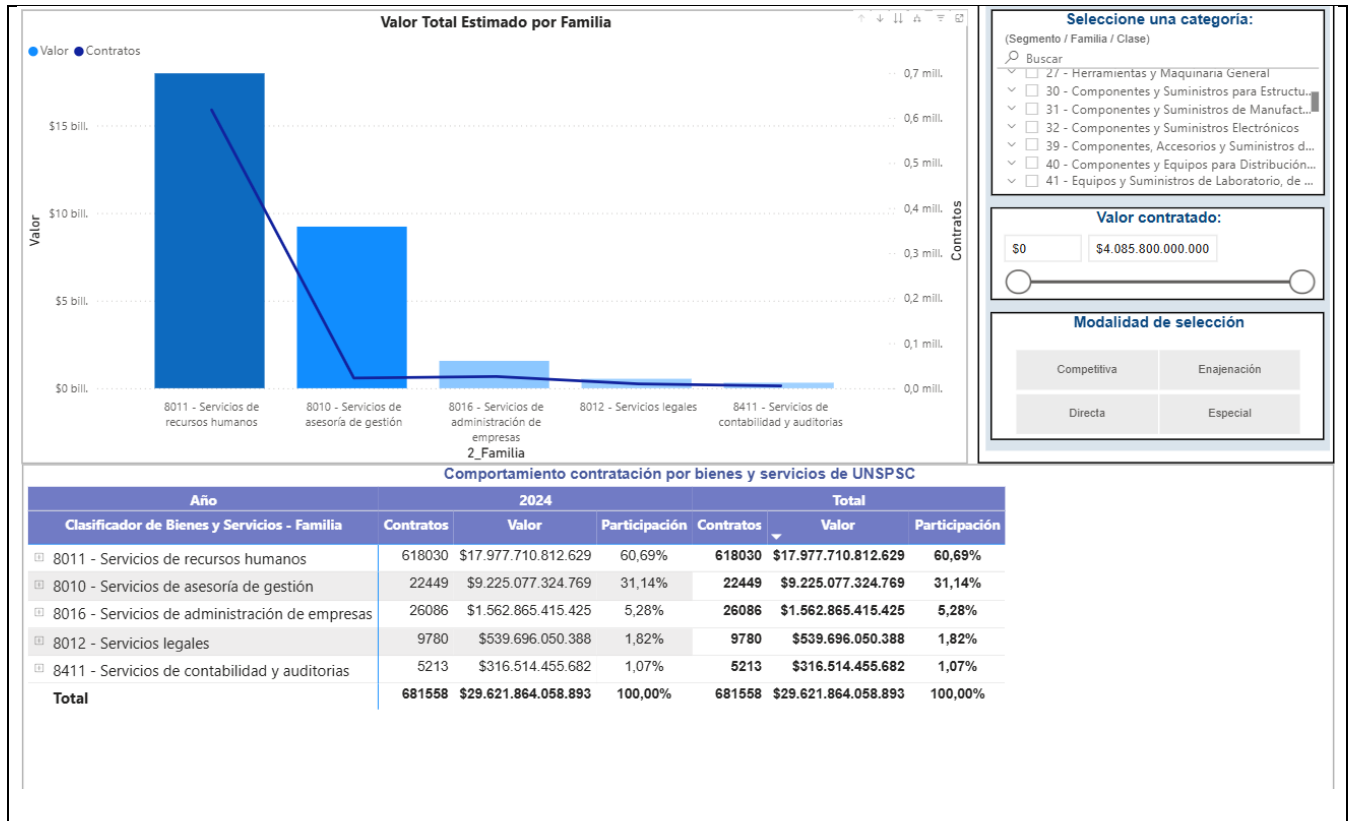 Valor Total Estimado por Familia
Valor Contratos
$15 bill.
$10 bill.
$5 bill.
$0 bill.
Valor
0,7 mill.
0,6 mill.
0,5 mill.
0,4 mill.
0,3 mill.
0,2 mill.
0,1 mill.
0,0 mill.
Contratos
8011 - Servicios de
recursos humanos
8010 - Servicios de
asesoría de gestión
8016 - Servicios de
administración de
empresas
8012 - Servicios legales
8411 - Servicios de
contabilidad y auditorias
2_Familia
Seleccione una categoría:
(Segmento / Familia / Clase)
Buscar
27 - Herramientas y Maquinaria General
30 - Componentes y Suministros para Estructu...
31 - Componentes y Suministros de Manufact...
32 - Componentes y Suministros Electrónicos
39 - Componentes, Accesorios y Suministros d...
40 - Componentes y Equipos para Distribución...
41 - Equipos y Suministros de Laboratorio, de ...
Valor contratado:
$0 $4.085.800.000.000
Modalidad de selección
Competitiva Enajenación
Directa Especial
Comportamiento contratación por bienes y servicios de UNSPSC
Año 2024 Total
Clasificador de Bienes y Servicios - Familia Contratos Valor Participación Contratos Valor Participación
8011 - Servicios de recursos humanos 618030 $17.977.710.812.629 60,69% 618030 $17.977.710.812.629 60,69%
8010 - Servicios de asesoría de gestión 22449 $9.225.077.324.769 31,14% 22449 $9.225.077.324.769 31,14%
8016 - Servicios de administración de empresas 26086 $1.562.865.415.425 5,28% 26086 $1.562.865.415.425 5,28%
8012 - Servicios legales 9780 $539.696.050.388 1,82% 9780 $539.696.050.388 1,82%
8411 - Servicios de contabilidad y auditorias 5213 $316.514.455.682 1,07% 5213 $316.514.455.682 1,07%
Total 681558 $29.621.864.058.893 100,00% 681558 $29.621.864.058.893 100,00%